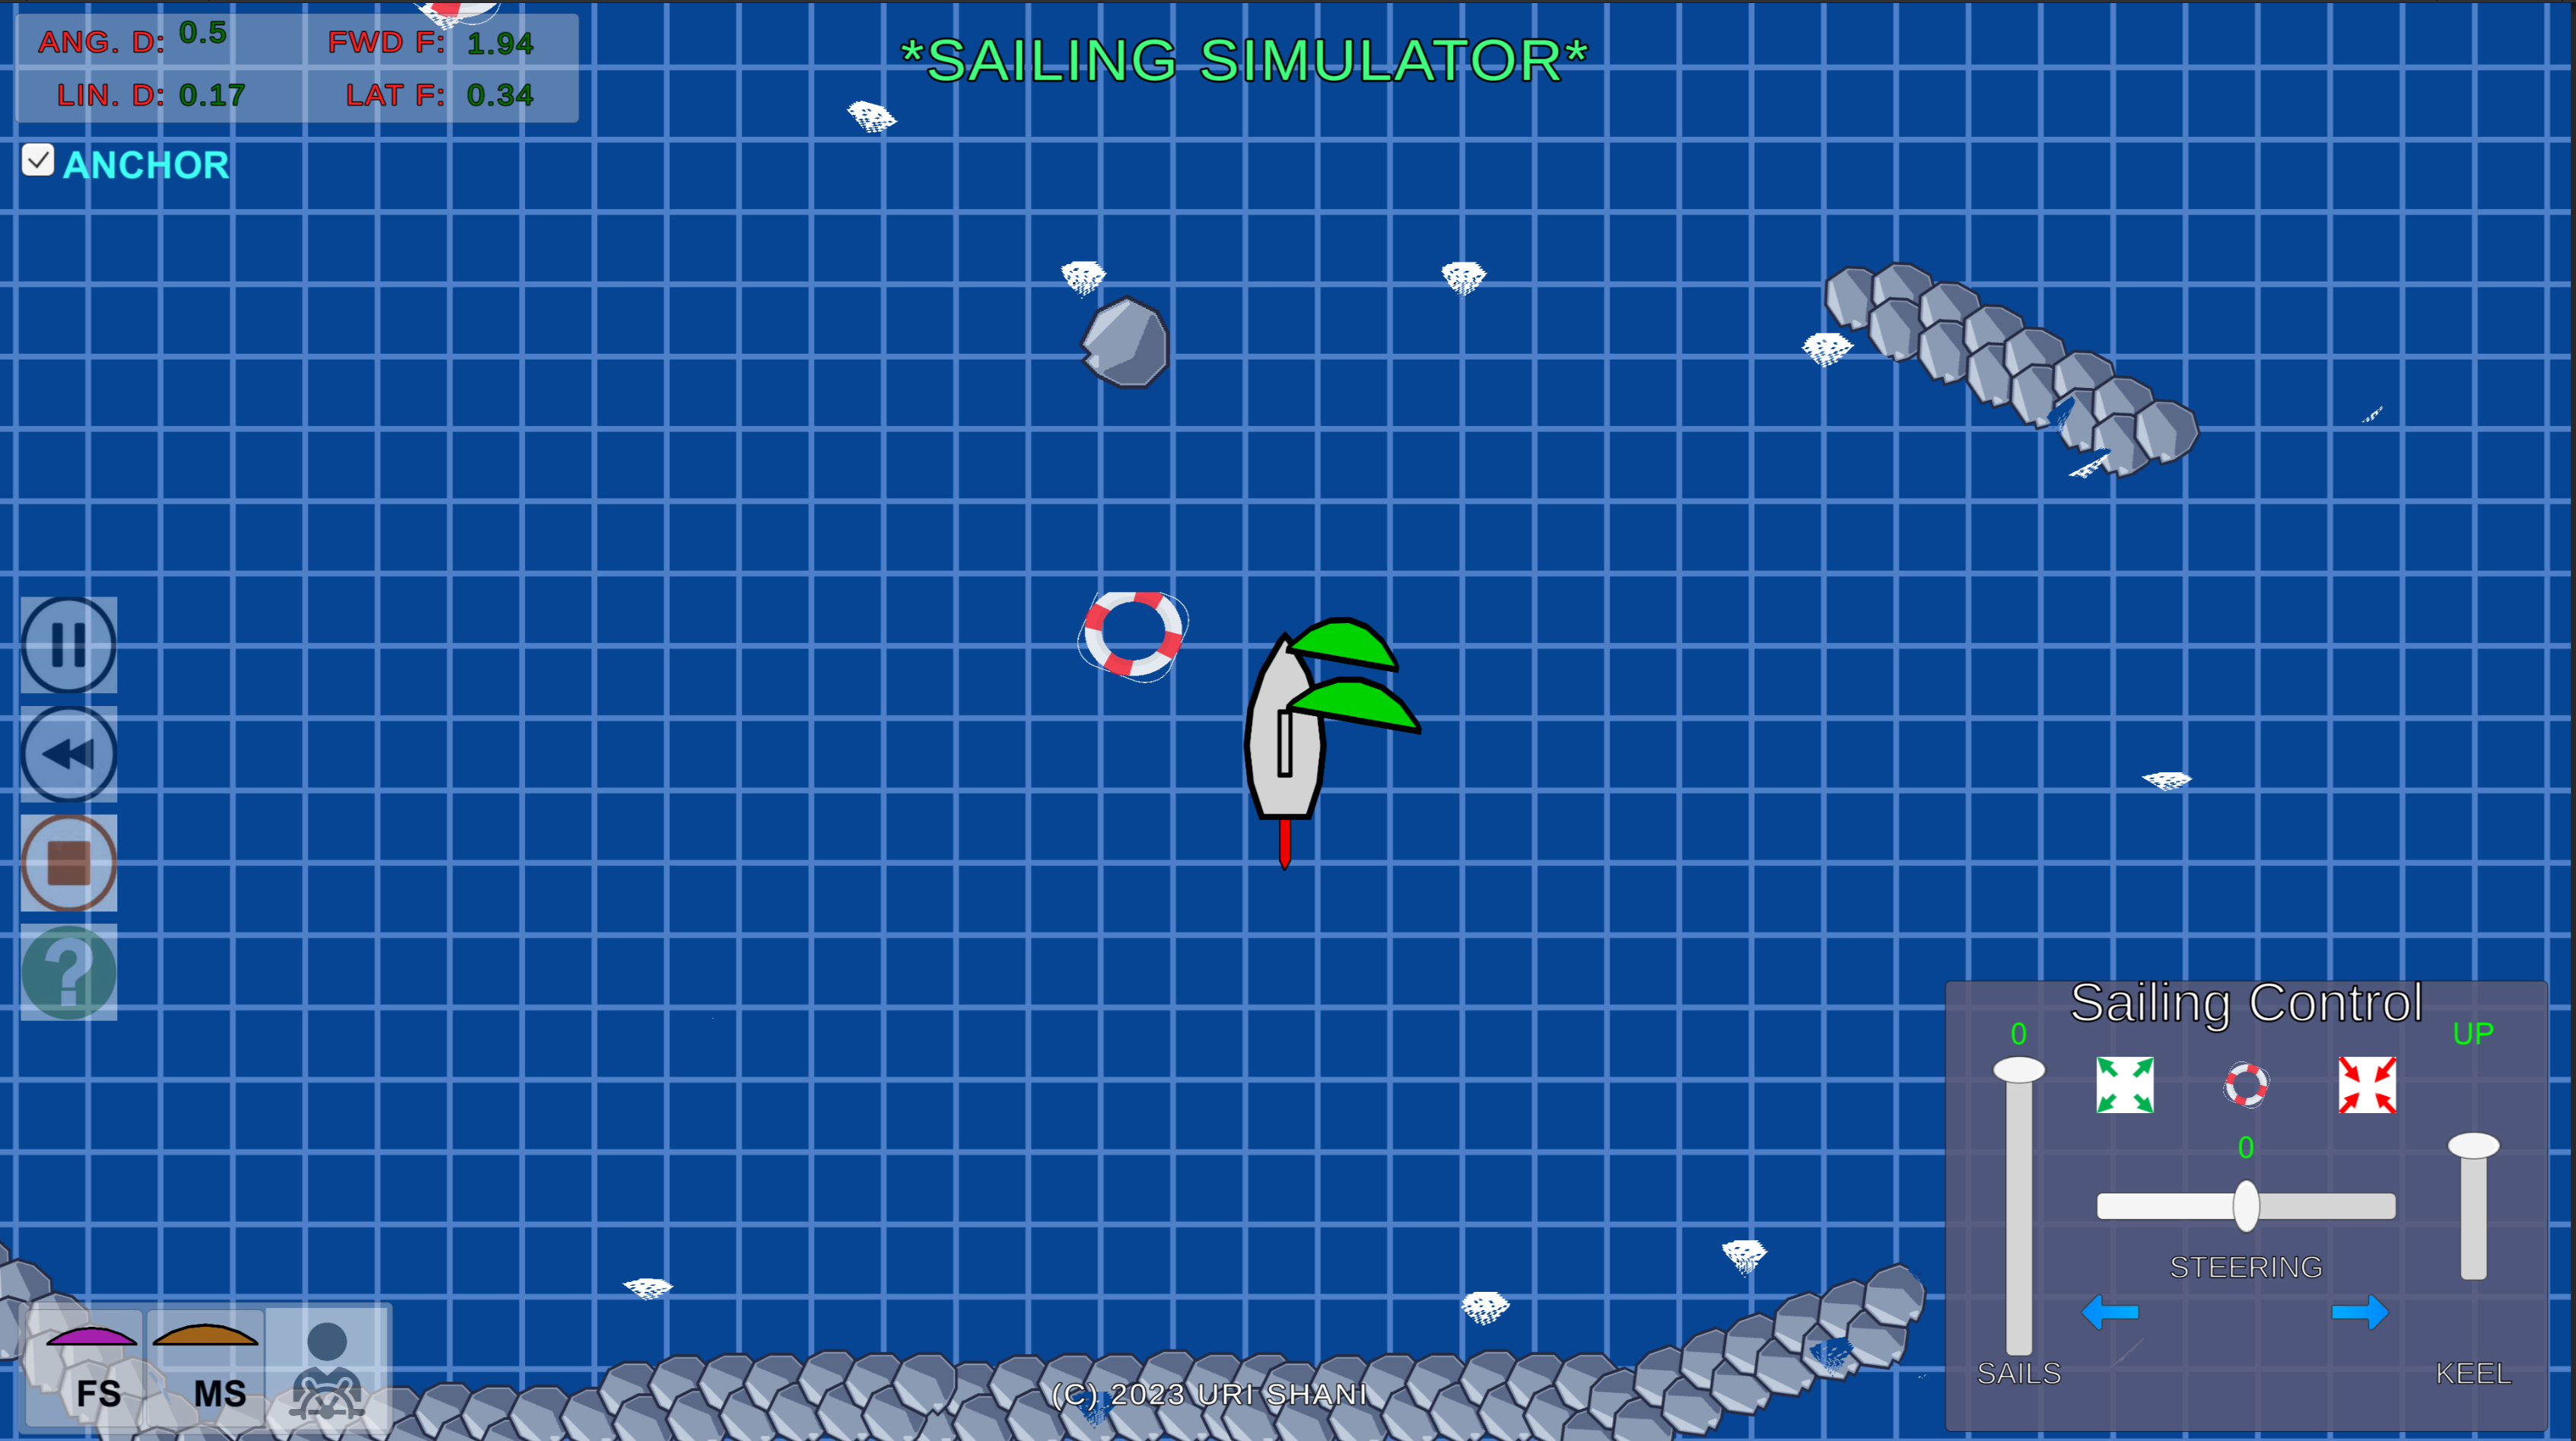 *SAILING SIMULATOR*
ANG. D: 0.5 FWD F: 1.94
LIN. D: 0.17 LAT F: 0.34
ANCHOR
?
Sailing Control
0 UP
0
STEERING
SAILS KEEL
FS MS
(C) 2023 URI SHANI